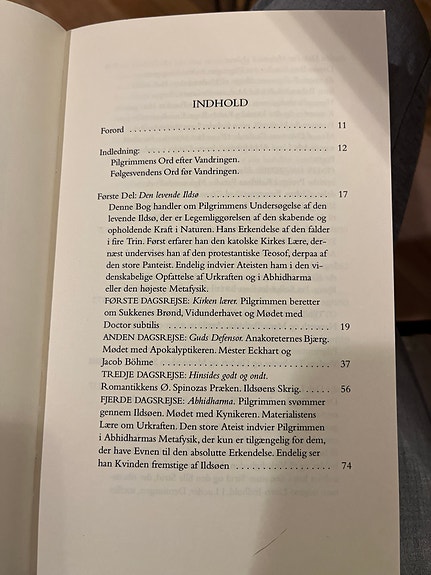 INDHOLD
Forord . . . . . . . . . . . . . . . . . . . . . . . . . . . . . . . . . 11
Indledning: . . . . . . . . . . . . . . . . . . . . . . . . . . . . . . 12
Pilgrimmens Ord efter Vandringen.
Følgesvendens Ord før Vandringen.
Første Del: Den levende Ildsø . . . . . . . . . . . . . . . . . . . . 17
Denne Bog handler om Pilgrimmens Undersøgelse af den
levende Ildsø, der er Legemliggørelsen af den skabende og
opholdende Kraft i Naturen. Hans Erkendelse af den falder
i fire Trin. Først erfarer han den katolske Kirkes Lære, der-
næst undervises han af den protestantiske Teosof, derpaa af
den store Panteist. Endelig indvier Ateisten ham i den vi-
denskabelige Opfattelse af Urkraften og i Abhidharma
eller den højeste Metafysik.
FØRSTE DAGSREJSE: Kirken lærer. Pilgrimmen beretter
om Sukkenes Brønd, Vidunderhavet og Mødet med
Doctor subtilis . . . . . . . . . . . . . . . . . . . . . . . . . . . 19
ANDEN DAGSREJSE: Guds Defensor. Anakoreternes Bjærg.
Mødet med Apokalyptikeren. Mester Eckhart og
Jacob Böhme . . . . . . . . . . . . . . . . . . . . . . . . . . . . 37
TREDJE DAGSREJSE: Hinsides godt og ondt.
Romantikkens Ø. Spinozas Præken. Ildsøens Skrig. . . . . . . . 56
FJERDE DAGSREJSE: Abhidharma. Pilgrimmen svømmer
gennem Ildsøen. Mødet med Kynikeren. Materialistens
Lære om Urkraften. Den store Ateist indvier Pilgrimmen
i Abhidharmas Metafysik, der kun er tilgængelig for dem,
der have Evnen til den absolutte Erkendelse. Endelig ser
han Kvinden fremstige af Ildsøen . . . . . . . . . . . . . . . . 74